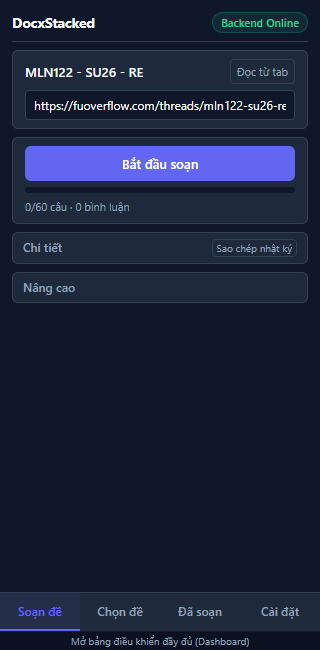 DocxStacked
Backend Online
MLN122 - SU26 - RE
Đọc từ tab
https://fuoverflow.com/threads/mln122-su26-re
Bắt đầu soạn
0/60 câu · 0 bình luận
Chi tiết
Sao chép nhật ký
Nâng cao
Soạn đề
Chọn đề
Đã soạn
Cài đặt
Mở bảng điều khiển đầy đủ (Dashboard)